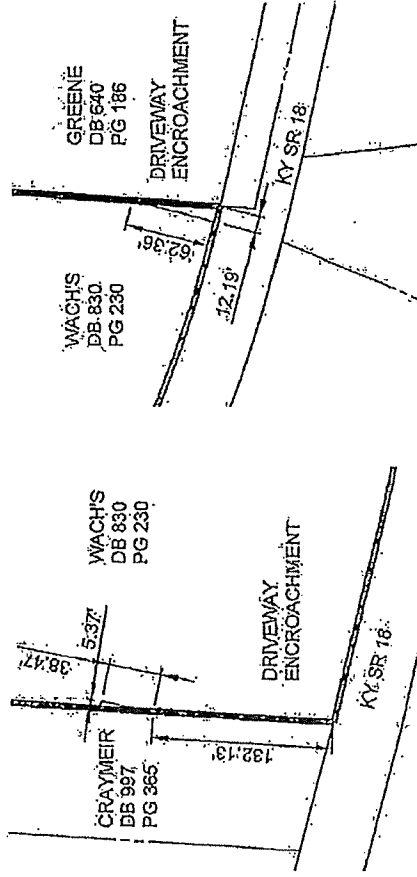 CRAYMEIR
DB 997
PG 365
5.37'
38.47'
132.13'
WACH'S
DB 830
PG 230
DRIVEWAY
ENCROACHMENT
KY SR 18
WACH'S
DB 830
PG 230
62.36'
GREENE
DB 640
PG 186
DRIVEWAY
ENCROACHMENT
12.19'
KY SR 18